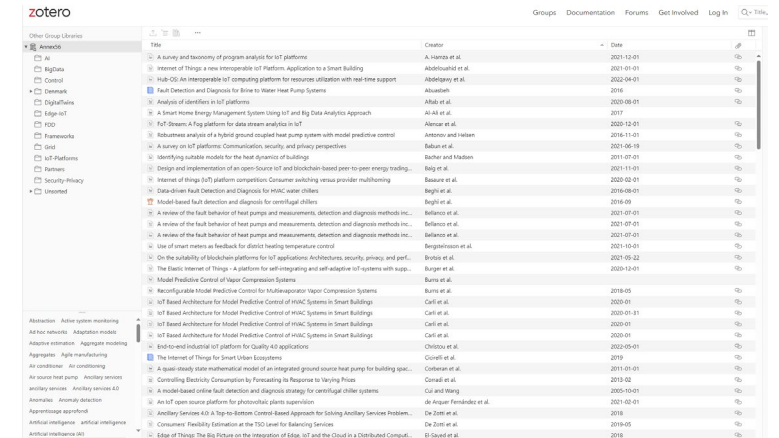 zotero
Groups Documentation Forums Get Involved Log In Title,
Other Group Libraries
Annex56
AI
BigData
Control
Denmark
DigitalTwins
Edge-IoT
FDD
Frameworks
Grid
IoT-Platforms
Partners
Security-Privacy
Unsorted
Abstraction Active system monitoring
Ad hoc networks Adaptation models
Adaptive estimation Aggregate modeling
Aggregates Agile manufacturing
Air conditioner Air conditioning
Air source heat pump Ancillary services
ancillary services Ancillary services 4.0
Anomalies Anomaly detection
Apprentissage approfondi
Artificial intelligence artificial intelligence
Artificial intelligence (AI)
Title Creator Date
A survey and taxonomy of program analysis for IoT platforms A. Hamza et al. 2021-12-01
Internet of Things: a new Interoperable IoT Platform. Application to a Smart Building Abdelouahid et al. 2021-01-01
Hub-OS: An interoperable IoT computing platform for resources utilization with real-time support Abdelqawy et al. 2022-04-01
Fault Detection and Diagnosis for Brine to Water Heat Pump Systems Abuasbeh 2016
Analysis of identifiers in IoT platforms Aftab et al. 2020-08-01
A Smart Home Energy Management System Using IoT and Big Data Analytics Approach Al-Ali et al. 2017
FoT-Stream: A Fog platform for data stream analytics in IoT Alencar et al. 2020-12-01
Robustness analysis of a hybrid ground coupled heat pump system with model predictive control Antonov and Helsen 2016-11-01
A survey on IoT platforms: Communication, security, and privacy perspectives Babun et al. 2021-06-19
Identifying suitable models for the heat dynamics of buildings Bacher and Madsen 2011-07-01
Design and implementation of an open-Source IoT and blockchain-based peer-to-peer energy trading... Baig et al. 2021-11-01
Internet of things (IoT) platform competition: Consumer switching versus provider multihoming Basaure et al. 2020-02-01
Data-driven Fault Detection and Diagnosis for HVAC water chillers Beghi et al. 2016-08-01
Model-based fault detection and diagnosis for centrifugal chillers Beghi et al. 2016-09
A review of the fault behavior of heat pumps and measurements, detection and diagnosis methods inc... Bellanco et al. 2021-07-01
A review of the fault behavior of heat pumps and measurements, detection and diagnosis methods inc... Bellanco et al. 2021-07-01
A review of the fault behavior of heat pumps and measurements, detection and diagnosis methods inc... Bellanco et al. 2021-07-01
Use of smart meters as feedback for district heating temperature control Bergsteinsson et al. 2021-10-01
On the suitability of blockchain platforms for IoT applications: Architectures, security, privacy, and perf... Brotsis et al. 2021-05-22
The Elastic Internet of Things - A platform for self-integrating and self-adaptive IoT-systems with supp... Burger et al. 2020-12-01
Model Predictive Control of Vapor Compression Systems Burns et al.
Reconfigurable Model Predictive Control for Multievaporator Vapor Compression Systems Burns et al. 2018-05
IoT Based Architecture for Model Predictive Control of HVAC Systems in Smart Buildings Carli et al. 2020-01
IoT Based Architecture for Model Predictive Control of HVAC Systems in Smart Buildings Carli et al. 2020-01-31
IoT Based Architecture for Model Predictive Control of HVAC Systems in Smart Buildings Carli et al. 2020-01
IoT Based Architecture for Model Predictive Control of HVAC Systems in Smart Buildings Carli et al. 2020-01
End-to-end industrial IoT platform for Quality 4.0 applications Christou et al. 2022-05-01
The Internet of Things for Smart Urban Ecosystems Cicirelli et al. 2019
A quasi-steady state mathematical model of an integrated ground source heat pump for building spac... Corberan et al. 2011-01-01
Controlling Electricity Consumption by Forecasting its Response to Varying Prices Corradi et al. 2013-02
A model-based online fault detection and diagnosis strategy for centrifugal chiller systems Cui and Wang 2005-10-01
An IoT open source platform for photovoltaic plants supervision de Arquer Fernández et al. 2021-02-01
Ancillary Services 4.0: A Top-to-Bottom Control-Based Approach for Solving Ancillary Services Problem... De Zotti et al. 2018
Consumers' Flexibility Estimation at the TSO Level for Balancing Services De Zotti et al. 2019-05
Edge of Things: The Big Picture on the Integration of Edge, IoT and the Cloud in a Distributed Computi... El-Sayed et al. 2018